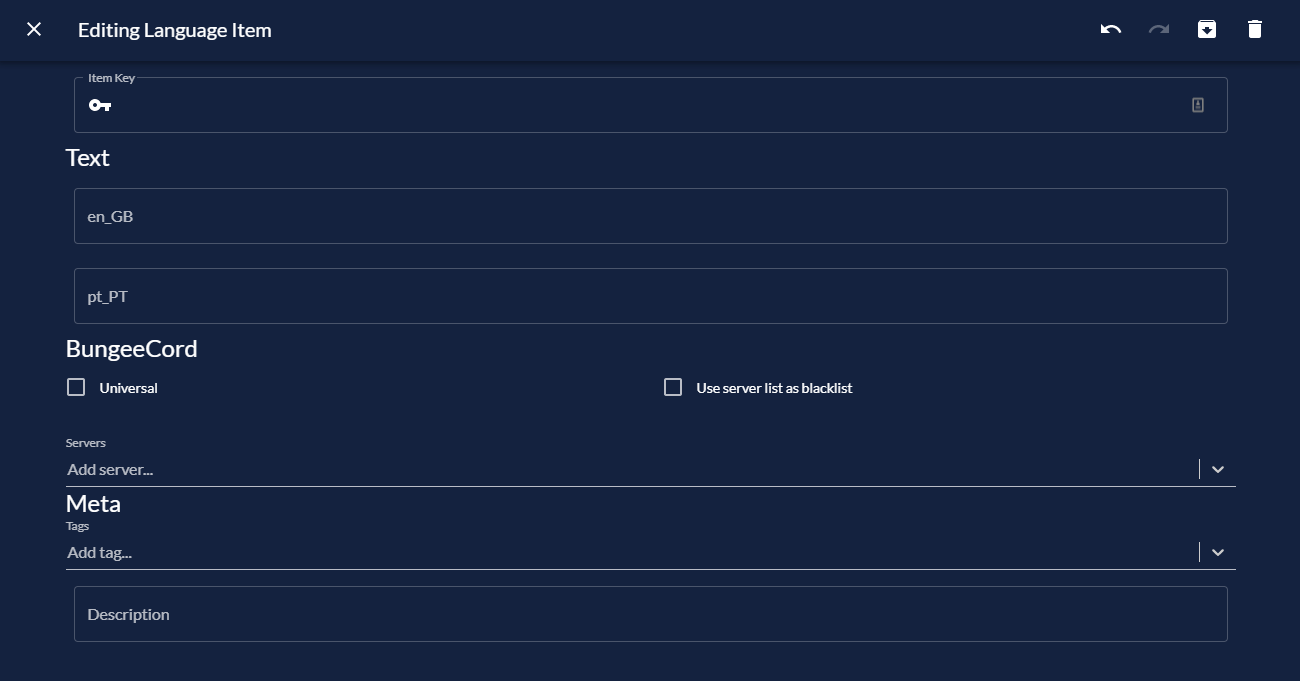 Editing Language Item
Item Key
Text
en_GB
pt_PT
BungeeCord
Universal
Use server list as blacklist
Servers
Add server...
Meta
Tags
Add tag...
Description